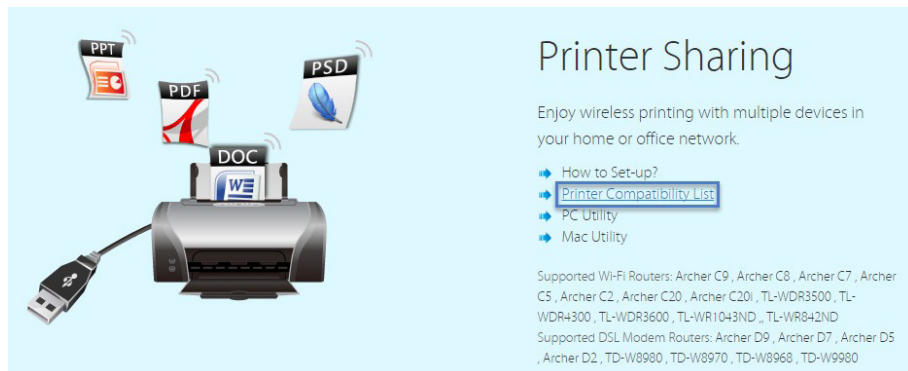 PPT
PDF
PSD
DOC
W
Printer Sharing
Enjoy wireless printing with multiple devices in
your home or office network.
How to Set-up?
Printer Compatibility List
PC Utility
Mac Utility
Supported Wi-Fi Routers: Archer C9 , Archer C8 , Archer C7 , Archer
C5 , Archer C2 , Archer C20 , Archer C20i , TL-WDR3500 , TL-
WDR4300 , TL-WDR3600 , TL-WR1043ND ,, TL-WR842ND
Supported DSL Modem Routers: Archer D9 , Archer D7 , Archer D5
, Archer D2 , TD-W8980 , TD-W8970 , TD-W8968 , TD-W9980